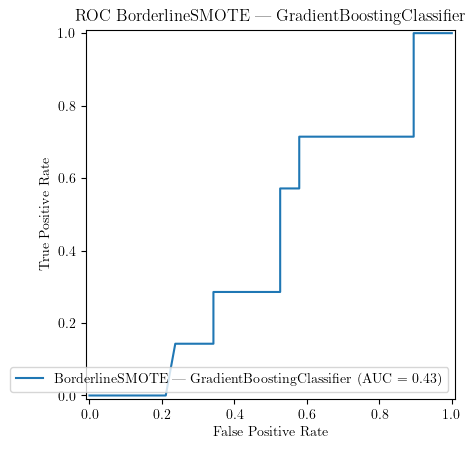 ROC BorderlineSMOTE — GradientBoostingClassifier
1.0
0.8
0.6
0.4
0.2
0.0
True Positive Rate
BorderlineSMOTE — GradientBoostingClassifier (AUC = 0.43)
0.0 0.2 0.4 0.6 0.8 1.0
False Positive Rate